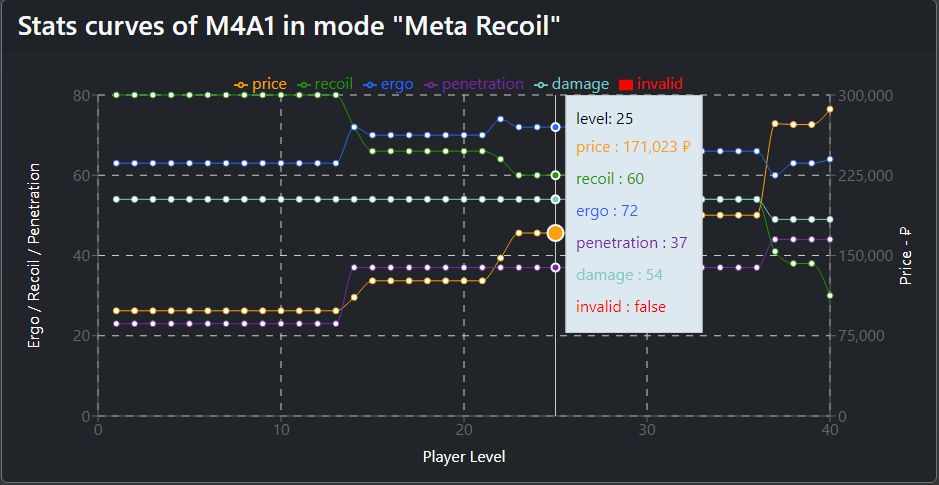 Stats curves of M4A1 in mode "Meta Recoil"
price recoil ergo penetration damage invalid
80
60
40
20
0
Ergo / Recoil / Penetration
level: 25
price : 171,023 ₽
recoil : 60
ergo : 72
penetration : 37
damage : 54
invalid : false
300,000
225,000
150,000
75,000
0
Price - ₽
0 10 20 30 40
Player Level